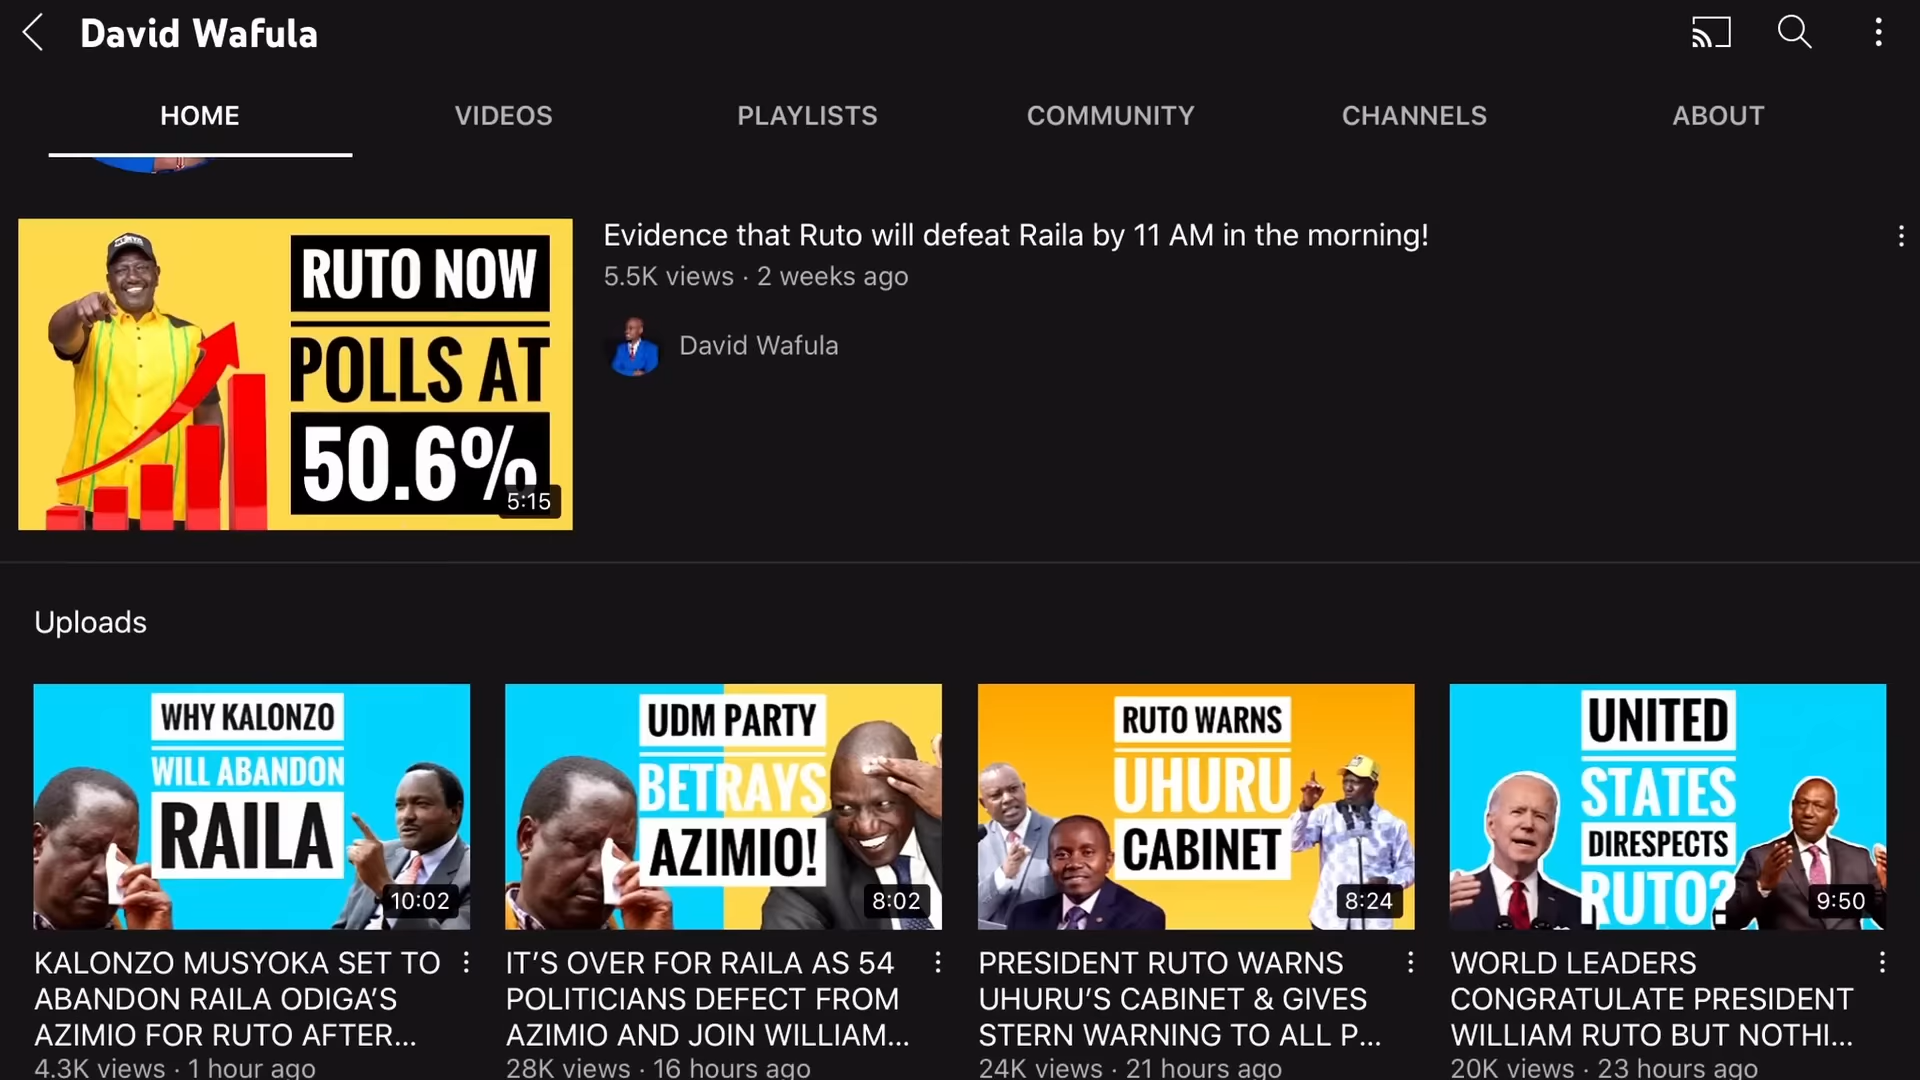 David Wafula
HOME
VIDEOS
PLAYLISTS
COMMUNITY
CHANNELS
ABOUT
RUTO NOW
POLLS AT
50.6%
5:15
Evidence that Ruto will defeat Raila by 11 AM in the morning!
5.5K views · 2 weeks ago
David Wafula
Uploads
WHY KALONZO
WILL ABANDON
RAILA
10:02
KALONZO MUSYOKA SET TO
ABANDON RAILA ODIGA’S
AZIMIO FOR RUTO AFTER...
4.3K views · 1 hour ago
UDM PARTY
BETRAYS
AZIMIO!
8:02
IT’S OVER FOR RAILA AS 54
POLITICIANS DEFECT FROM
AZIMIO AND JOIN WILLIAM...
28K views · 16 hours ago
RUTO WARNS
UHURU
CABINET
8:24
PRESIDENT RUTO WARNS
UHURU’S CABINET & GIVES
STERN WARNING TO ALL P...
24K views · 21 hours ago
UNITED
STATES
DIRESPECTS
RUTO?
9:50
WORLD LEADERS
CONGRATULATE PRESIDENT
WILLIAM RUTO BUT NOTHI...
20K views · 23 hours ago